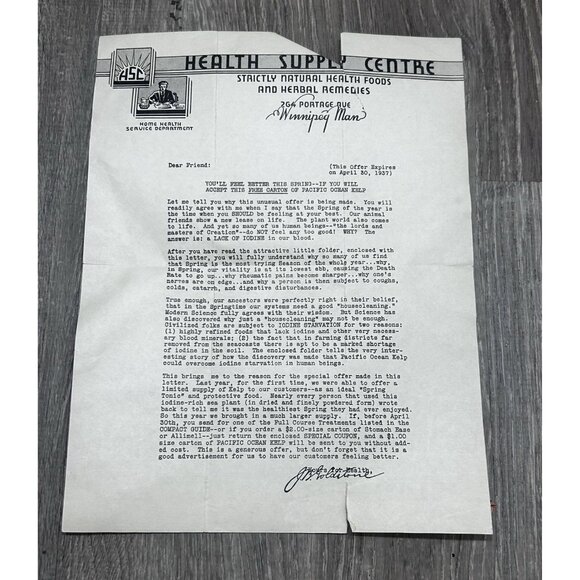 HEALTH SUPPLY CENTRE
STRICTLY NATURAL HEALTH FOODS
AND HERBAL REMEDIES
264 PORTAGE AVE
Winnipeg Man
HSC
HOME HEALTH
SERVICE DEPARTMENT
Dear Friend:
(This Offer Expires
on April 30, 1937)
YOU'LL FEEL BETTER THIS SPRING--IF YOU WILL
ACCEPT THIS FREE CARTON OF PACIFIC OCEAN KELP
Let me tell you why this unusual offer is being made. You will
readily agree with me when I say that the Spring of the year is
the time when you SHOULD be feeling at your best. Our animal
friends show a new lease on life. The plant world also comes
to life. And yet so many of us human beings--"the lords and
masters of Creation"--do NOT feel any too good! WHY? The
answer is: a LACK OF IODINE in our blood.
After you have read the attractive little folder, enclosed with
this letter, you will fully understand why so many of us find
that Spring is the most trying Season of the whole year...why,
in Spring, our vitality is at its lowest ebb, causing the Death
Rate to go up...why rheumatic pains become sharper...why one's
nerves are on edge...and why a person is then subject to coughs,
colds, catarrh, and digestive disturbances.
True enough, our ancestors were perfectly right in their belief,
that in the Springtime our systems need a good "housecleaning."
Modern Science fully agrees with their wisdom. But Science has
also discovered why just a "housecleaning" may not be enough.
Civilized folks are subject to IODINE STARVATION for two reasons:
(1) highly refined foods that lack iodine and other very neces-
sary blood minerals; (2) the fact that in farming districts far
removed from the seacoasts there is apt to be a marked shortage
of iodine in the soil. The enclosed folder tells the very inter-
esting story of how the discovery was made that Pacific Ocean Kelp
could overcome iodine starvation in human beings.
This brings me to the reason for the special offer made in this
letter. Last year, for the first time, we were able to offer a
limited supply of Kelp to our customers--as an ideal "Spring
Tonic" and protective food. Nearly every person that used this
iodine-rich sea plant (in dried and finely powdered form) wrote
back to tell me it was the healthiest Spring they had ever enjoyed.
So this year we brought in a much larger supply. If, before April
30th, you send for one of the Full Course Treatments listed in the
COMPACT GUIDE--or if you order a $2.00-size carton of Stomach Ease
or Allimell--just return the enclosed SPECIAL COUPON, and a $1.00
size carton of PACIFIC OCEAN KELP will be sent to you without add-
ed cost. This is a generous offer, but don't forget that it is a
good advertisement for us to have our customers feeling better.
for Health,